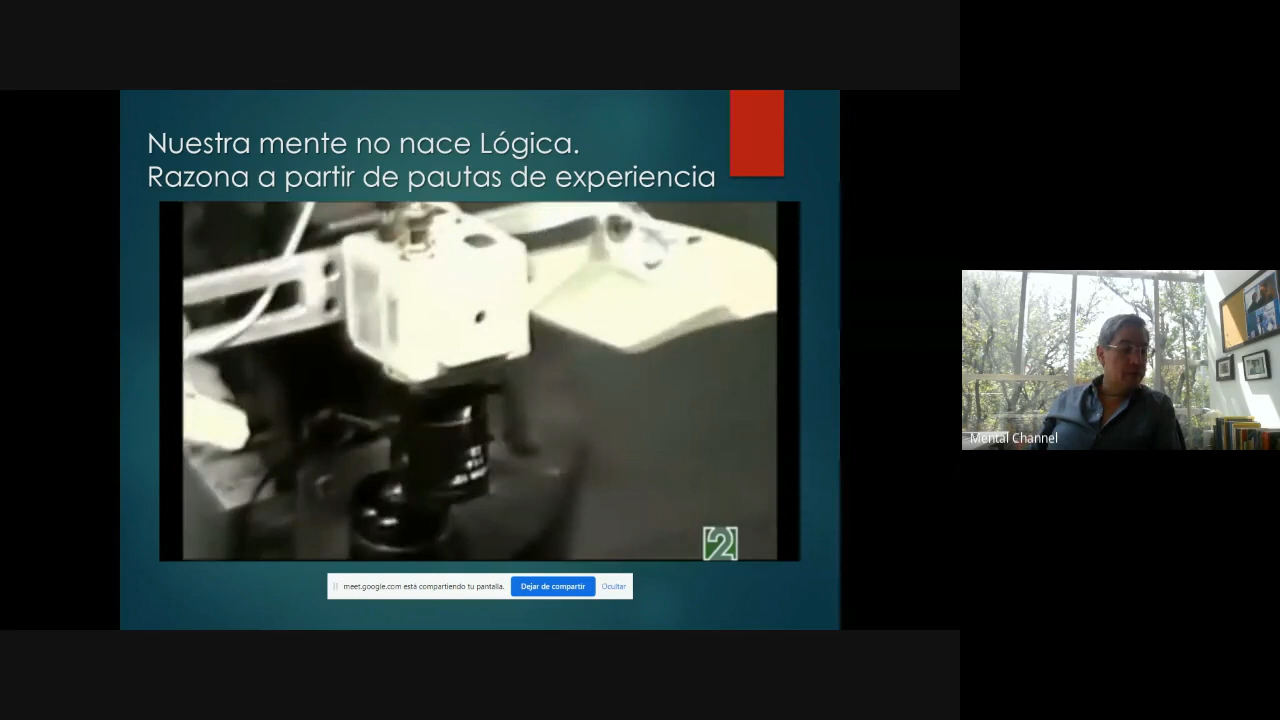 Nuestra mente no nace Lógica.
Razona a partir de pautas de experiencia
2
meet.google.com está compartiendo tu pantalla.
Dejar de compartir
Ocultar
Mental Channel